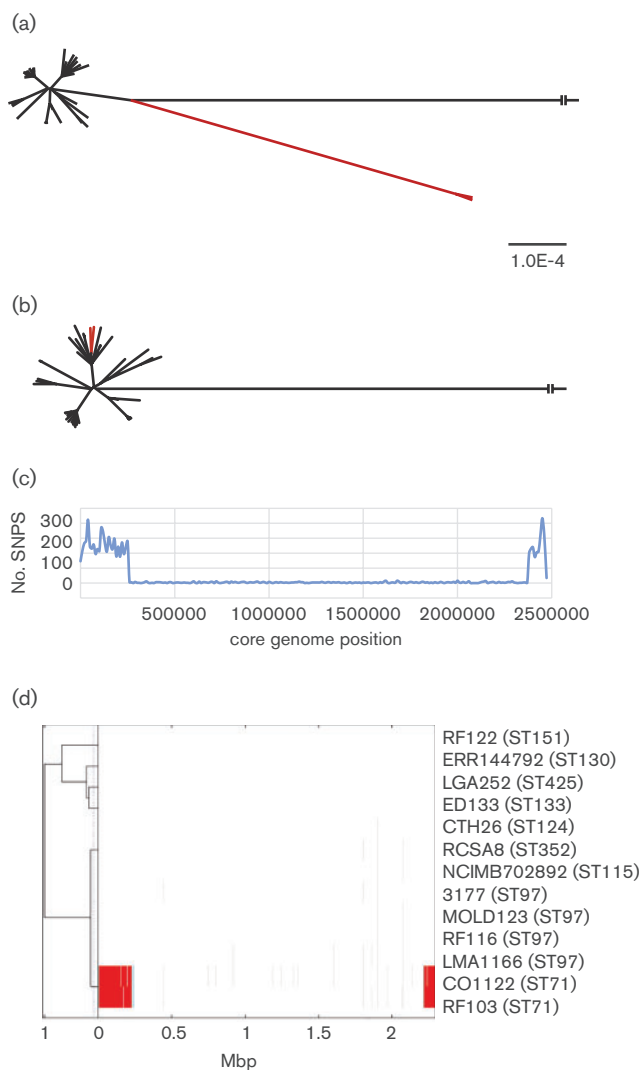 (a)
1.0E-4
(b)
(c)
No. SNPS
300
200
100
0
500000 1000000 1500000 2000000 2500000
core genome position
(d)
RF122 (ST151)
ERR144792 (ST130)
LGA252 (ST425)
ED133 (ST133)
CTH26 (ST124)
RCSA8 (ST352)
NCIMB702892 (ST115)
3177 (ST97)
MOLD123 (ST97)
RF116 (ST97)
LMA1166 (ST97)
CO1122 (ST71)
RF103 (ST71)
1 0 0.5 1 1.5 2
Mbp